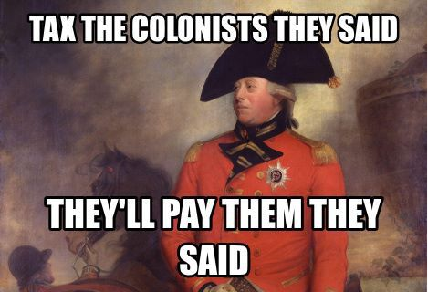 TAX THE COLONISTS THEY SAID
THEY'LL PAY THEM THEY
SAID